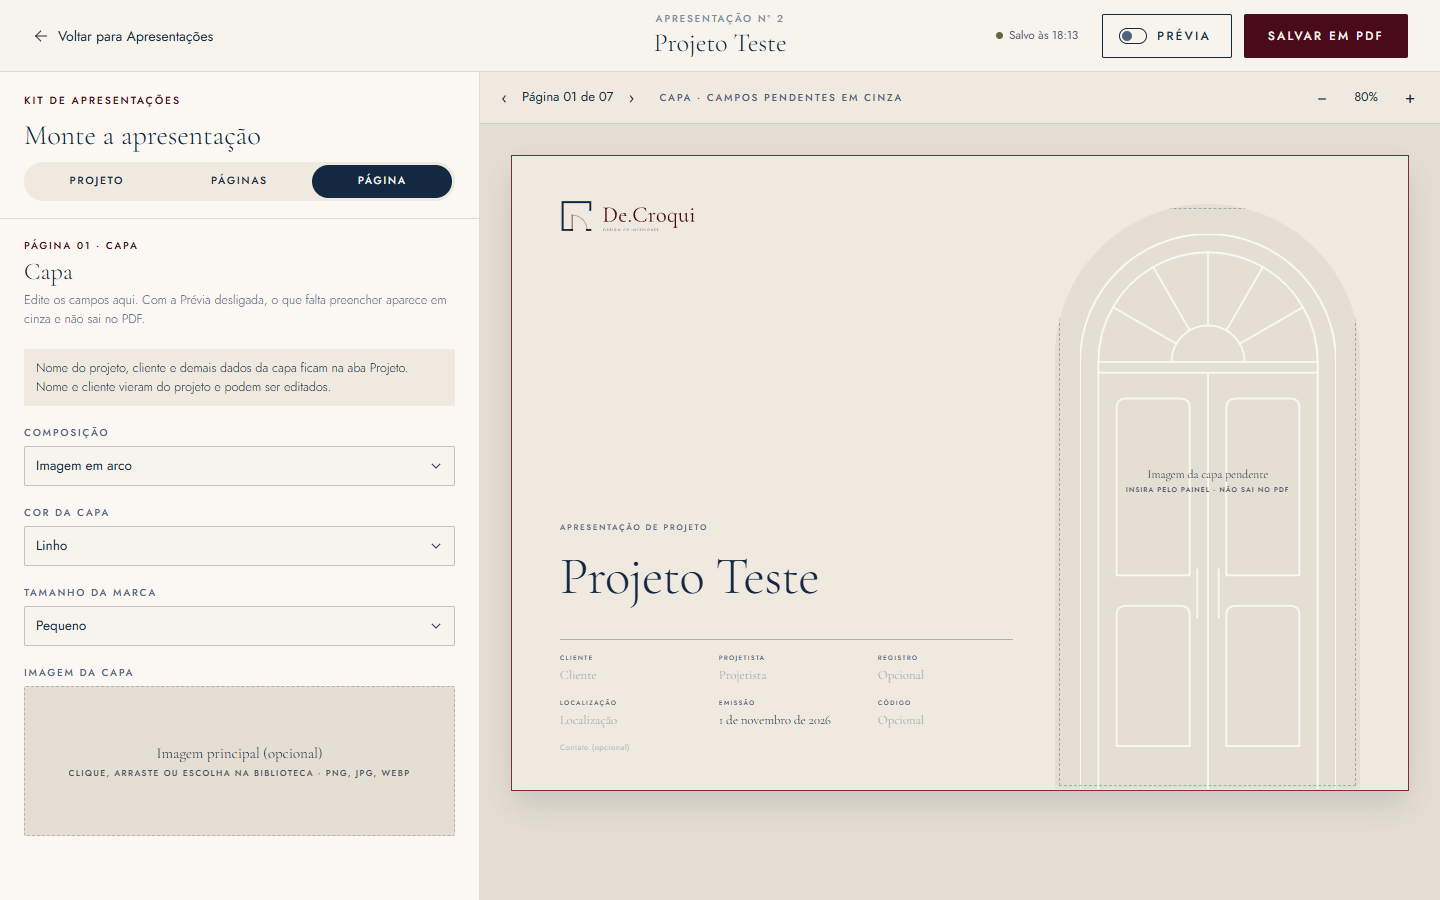 Voltar para Apresentações
APRESENTAÇÃO Nº 2
Projeto Teste
Salvo às 18:13
PRÉVIA
SALVAR EM PDF
KIT DE APRESENTAÇÕES
Monte a apresentação
PROJETO
PÁGINAS
PÁGINA
PÁGINA 01 · CAPA
Capa
Edite os campos aqui. Com a Prévia desligada, o que falta preencher aparece em
cinza e não sai no PDF.
Nome do projeto, cliente e demais dados da capa ficam na aba Projeto.
Nome e cliente vieram do projeto e podem ser editados.
COMPOSIÇÃO
Imagem em arco
COR DA CAPA
Linho
TAMANHO DA MARCA
Pequeno
IMAGEM DA CAPA
Imagem principal (opcional)
CLIQUE, ARRASTE OU ESCOLHA NA BIBLIOTECA · PNG, JPG, WEBP
‹ Página 01 de 07 ›
CAPA · CAMPOS PENDENTES EM CINZA
− 80% +
De.Croqui
DESIGN DE INTERIORES
APRESENTAÇÃO DE PROJETO
Projeto Teste
CLIENTE PROJETISTA REGISTRO
Cliente Projetista Opcional
LOCALIZAÇÃO EMISSÃO CÓDIGO
Localização 1 de novembro de 2026 Opcional
Contato (opcional)
Imagem da capa pendente
INSIRA PELO PAINEL · NÃO SAI NO PDF